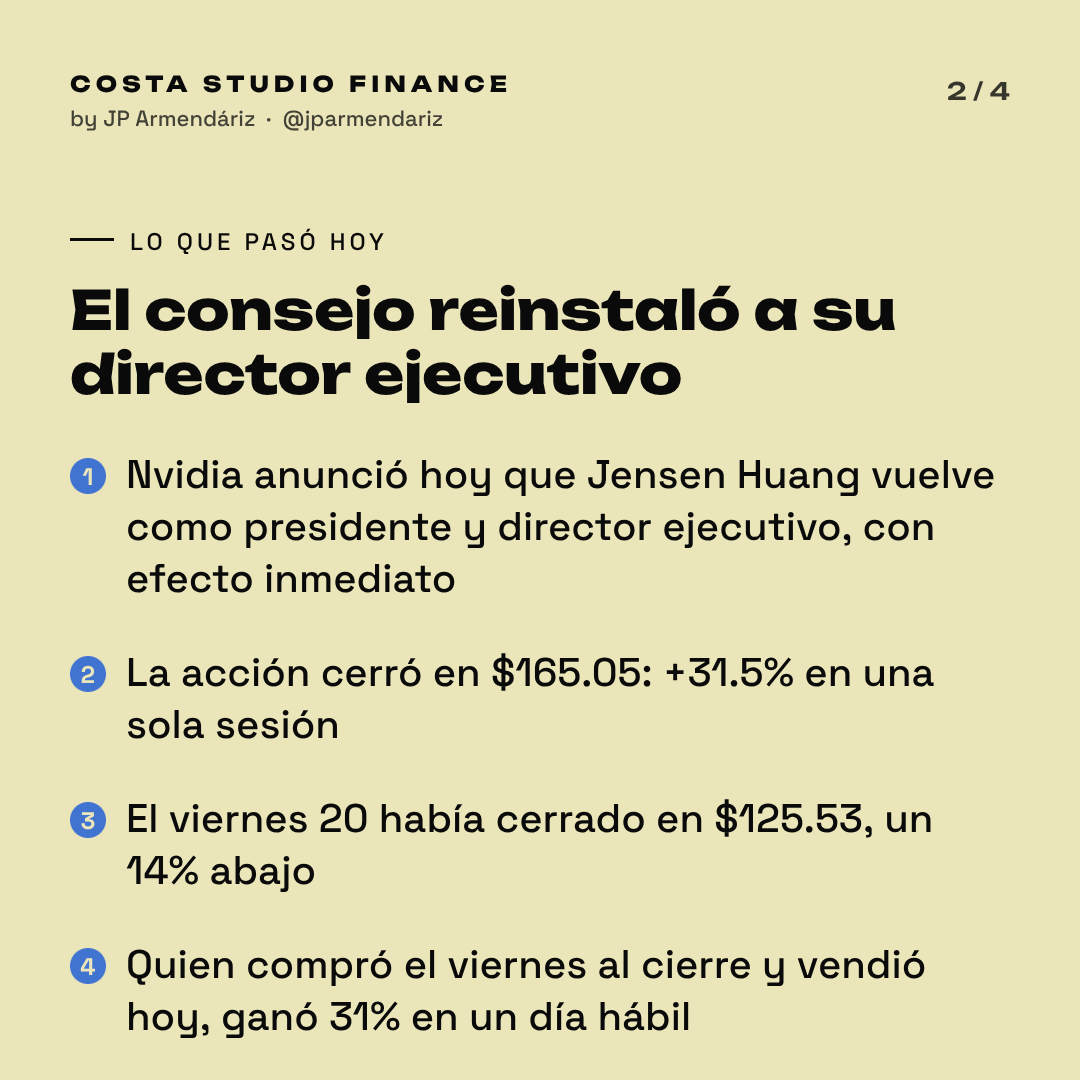 COSTA STUDIO FINANCE
2 / 4
by JP Armendáriz · @jparmendariz
LO QUE PASÓ HOY
El consejo reinstaló a su
director ejecutivo
1 Nvidia anunció hoy que Jensen Huang vuelve
como presidente y director ejecutivo, con
efecto inmediato
2 La acción cerró en $165.05: +31.5% en una
sola sesión
3 El viernes 20 había cerrado en $125.53, un
14% abajo
4 Quien compró el viernes al cierre y vendió
hoy, ganó 31% en un día hábil